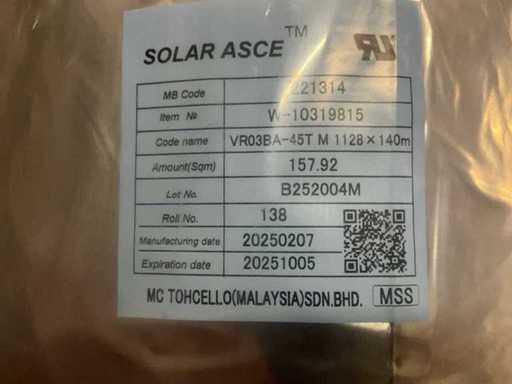 SOLAR ASCE™
MB Code 221314
Item № W-10319815
Code name VR03BA-45T M 1128×140m
Amount(Sqm) 157.92
Lot No. B252004M
Roll No. 138
Manufacturing date 20250207
Expiration date 20251005
MC TOHCELLO(MALAYSIA)SDN.BHD. MSS